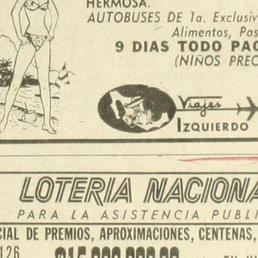 HERMOSA.
AUTOBUSES DE 1a. Exclusiv
Alimentos, Pas
9 DIAS TODO PAG
(NIÑOS PREC
Viajes
IZQUIERDO
LOTERIA NACIONA
PARA LA ASISTENCIA PUBLI
CIAL DE PREMIOS, APROXIMACIONES, CENTENAS,
126